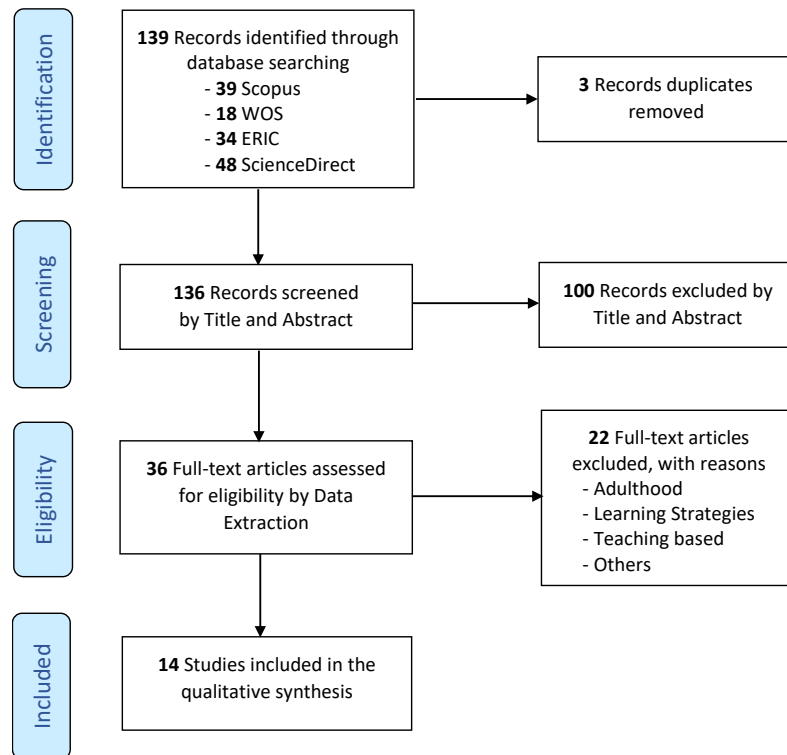 Identification
139 Records identified through
database searching
- 39 Scopus
- 18 WOS
- 34 ERIC
- 48 ScienceDirect
3 Records duplicates
removed
Screening
136 Records screened
by Title and Abstract
100 Records excluded by
Title and Abstract
Eligibility
36 Full-text articles assessed
for eligibility by Data
Extraction
22 Full-text articles
excluded, with reasons
- Adulthood
- Learning Strategies
- Teaching based
- Others
Included
14 Studies included in the
qualitative synthesis